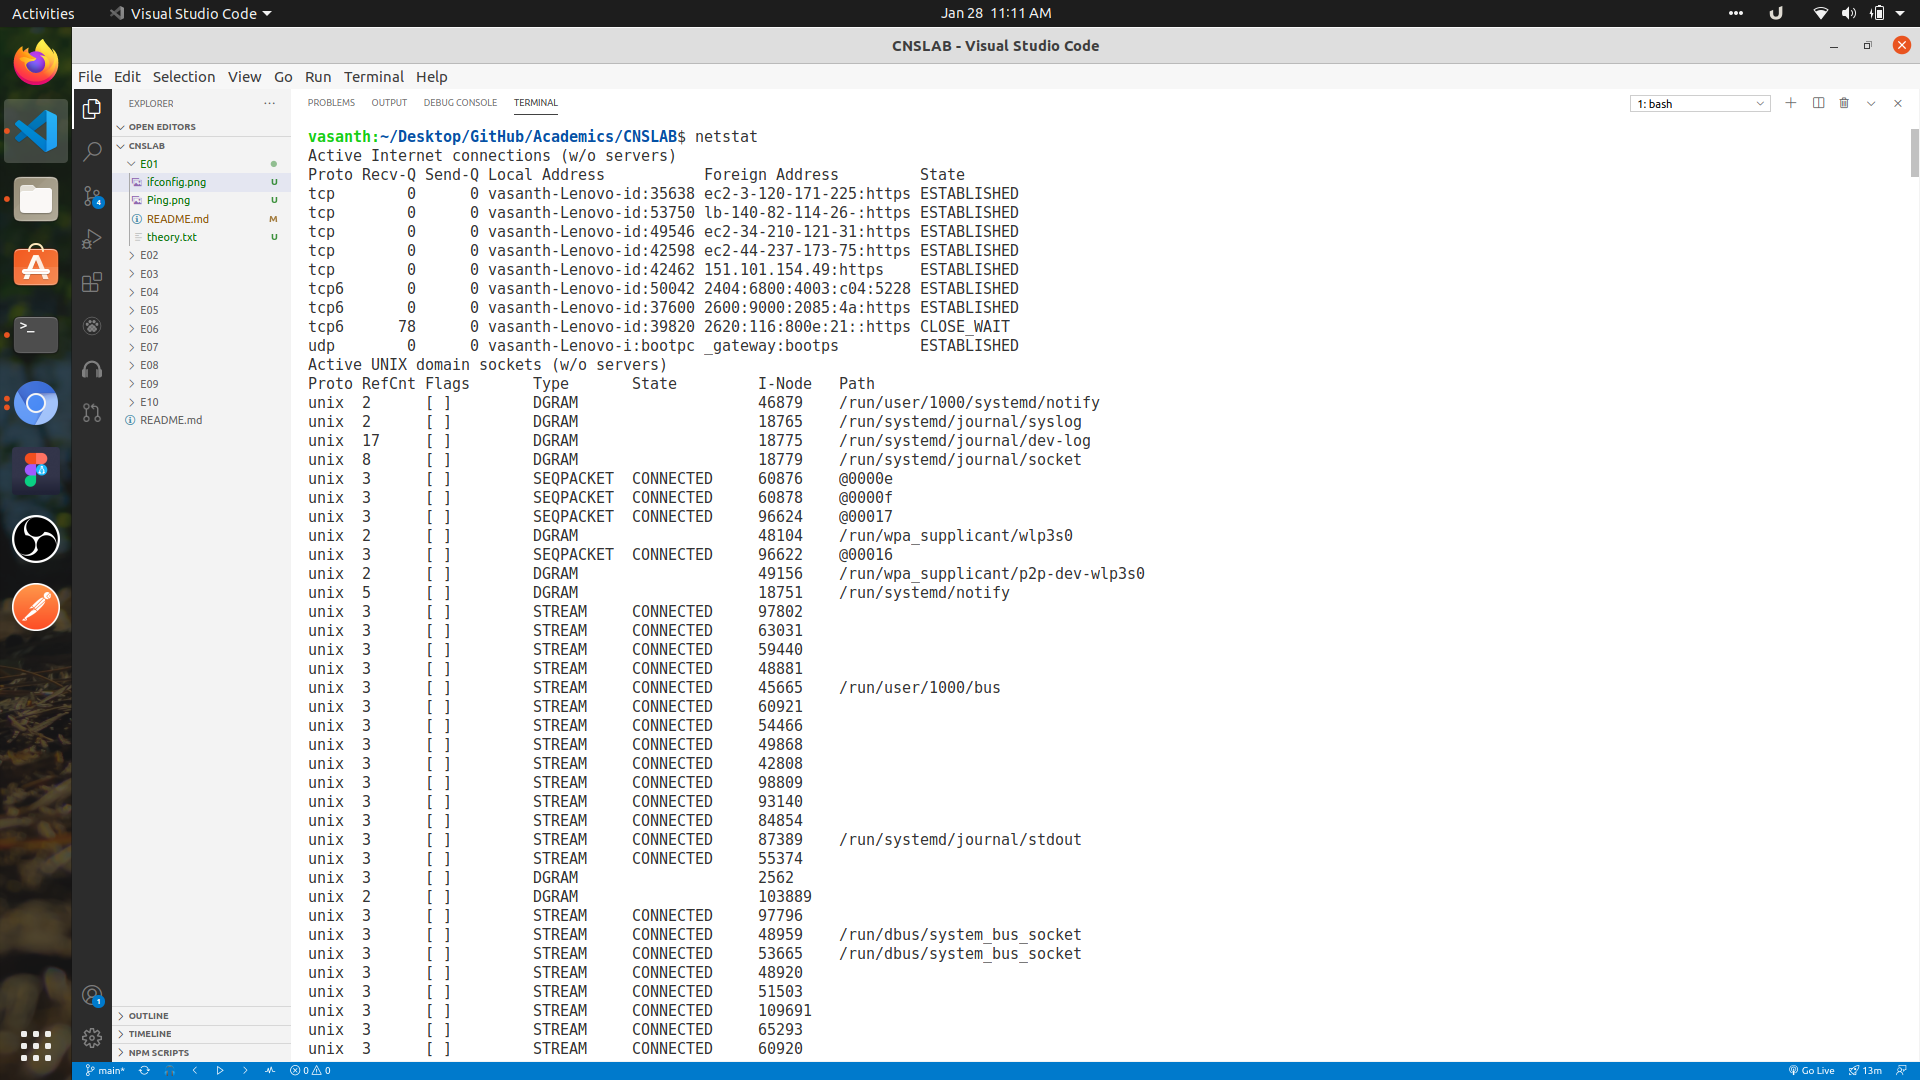 Activities
Visual Studio Code
Jan 28 11:11 AM
CNSLAB - Visual Studio Code
File Edit Selection View Go Run Terminal Help
EXPLORER
OPEN EDITORS
CNSLAB
E01
ifconfig.png U
Ping.png U
README.md M
theory.txt U
E02
E03
E04
E05
E06
E07
E08
E09
E10
README.md
OUTLINE
TIMELINE
NPM SCRIPTS
4
1
PROBLEMS OUTPUT DEBUG CONSOLE TERMINAL
1: bash
vasanth:~/Desktop/GitHub/Academics/CNSLAB$ netstat
Active Internet connections (w/o servers)
Proto Recv-Q Send-Q Local Address           Foreign Address         State
tcp        0      0 vasanth-Lenovo-id:35638 ec2-3-120-171-225:https ESTABLISHED
tcp        0      0 vasanth-Lenovo-id:53750 lb-140-82-114-26-:https ESTABLISHED
tcp        0      0 vasanth-Lenovo-id:49546 ec2-34-210-121-31:https ESTABLISHED
tcp        0      0 vasanth-Lenovo-id:42598 ec2-44-237-173-75:https ESTABLISHED
tcp        0      0 vasanth-Lenovo-id:42462 151.101.154.49:https    ESTABLISHED
tcp6       0      0 vasanth-Lenovo-id:50042 2404:6800:4003:c04:5228 ESTABLISHED
tcp6       0      0 vasanth-Lenovo-id:37600 2600:9000:2085:4a:https ESTABLISHED
tcp6      78      0 vasanth-Lenovo-id:39820 2620:116:800e:21::https CLOSE_WAIT
udp        0      0 vasanth-Lenovo-i:bootpc _gateway:bootps         ESTABLISHED
Active UNIX domain sockets (w/o servers)
Proto RefCnt Flags       Type       State         I-Node   Path
unix  2      [ ]         DGRAM                    46879    /run/user/1000/systemd/notify
unix  2      [ ]         DGRAM                    18765    /run/systemd/journal/syslog
unix  17     [ ]         DGRAM                    18775    /run/systemd/journal/dev-log
unix  8      [ ]         DGRAM                    18779    /run/systemd/journal/socket
unix  3      [ ]         SEQPACKET  CONNECTED     60876    @0000e
unix  3      [ ]         SEQPACKET  CONNECTED     60878    @0000f
unix  3      [ ]         SEQPACKET  CONNECTED     96624    @00017
unix  2      [ ]         DGRAM                    48104    /run/wpa_supplicant/wlp3s0
unix  3      [ ]         SEQPACKET  CONNECTED     96622    @00016
unix  2      [ ]         DGRAM                    49156    /run/wpa_supplicant/p2p-dev-wlp3s0
unix  5      [ ]         DGRAM                    18751    /run/systemd/notify
unix  3      [ ]         STREAM     CONNECTED     97802
unix  3      [ ]         STREAM     CONNECTED     63031
unix  3      [ ]         STREAM     CONNECTED     59440
unix  3      [ ]         STREAM     CONNECTED     48881
unix  3      [ ]         STREAM     CONNECTED     45665    /run/user/1000/bus
unix  3      [ ]         STREAM     CONNECTED     60921
unix  3      [ ]         STREAM     CONNECTED     54466
unix  3      [ ]         STREAM     CONNECTED     49868
unix  3      [ ]         STREAM     CONNECTED     42808
unix  3      [ ]         STREAM     CONNECTED     98809
unix  3      [ ]         STREAM     CONNECTED     93140
unix  3      [ ]         STREAM     CONNECTED     84854
unix  3      [ ]         STREAM     CONNECTED     87389    /run/systemd/journal/stdout
unix  3      [ ]         STREAM     CONNECTED     55374
unix  3      [ ]         DGRAM                    2562
unix  2      [ ]         DGRAM                    103889
unix  3      [ ]         STREAM     CONNECTED     97796
unix  3      [ ]         STREAM     CONNECTED     48959    /run/dbus/system_bus_socket
unix  3      [ ]         STREAM     CONNECTED     53665    /run/dbus/system_bus_socket
unix  3      [ ]         STREAM     CONNECTED     48920
unix  3      [ ]         STREAM     CONNECTED     51503
unix  3      [ ]         STREAM     CONNECTED     109691
unix  3      [ ]         STREAM     CONNECTED     65293
unix  3      [ ]         STREAM     CONNECTED     60920
main* 0 0 Go Live 13m